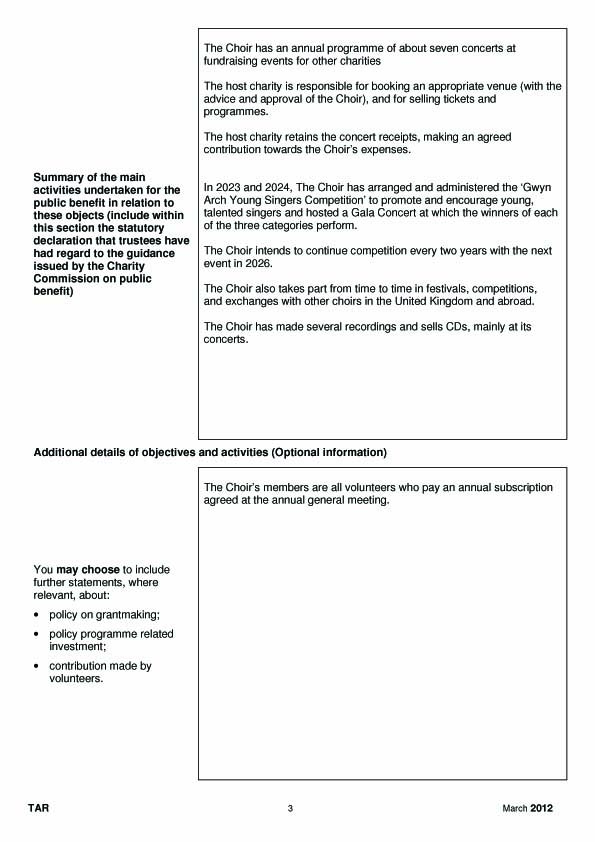 The Choir has an annual programme of about seven concerts at
fundraising events for other charities
The host charity is responsible for booking an appropriate venue (with the
advice and approval of the Choir), and for selling tickets and
programmes.
The host charity retains the concert receipts, making an agreed
contribution towards the Choir's expenses.
Summary of the main
activities undertaken for the
public benefit in relation to
these objects (include within
this section the statutory
declaration that trustees have
had regard to the guidance
issued by the Charity
Commission on public
benefit)
In 2023 and 2024, The Choir has arranged and administered the ‘Gwyn
Arch Young Singers Competition’ to promote and encourage young,
talented singers and hosted a Gala Concert at which the winners of each
of the three categories perform.
The Choir intends to continue competition every two years with the next
event in 2026.
The Choir also takes part from time to time in festivals, competitions,
and exchanges with other choirs in the United Kingdom and abroad.
The Choir has made several recordings and sells CDs, mainly at its
concerts.
Additional details of objectives and activities (Optional information)
The Choir's members are all volunteers who pay an annual subscription
agreed at the annual general meeting.
You may choose to include
further statements, where
relevant, about:
• policy on grantmaking;
• policy programme related
investment;
• contribution made by
volunteers.
TAR 3 March 2012